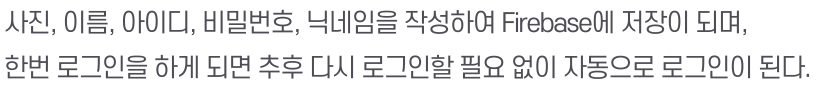 사진, 이름, 아이디, 비밀번호, 닉네임을 작성하여 Firebase에 저장이 되며,
한번 로그인을 하게 되면 추후 다시 로그인할 필요 없이 자동으로 로그인이 된다.